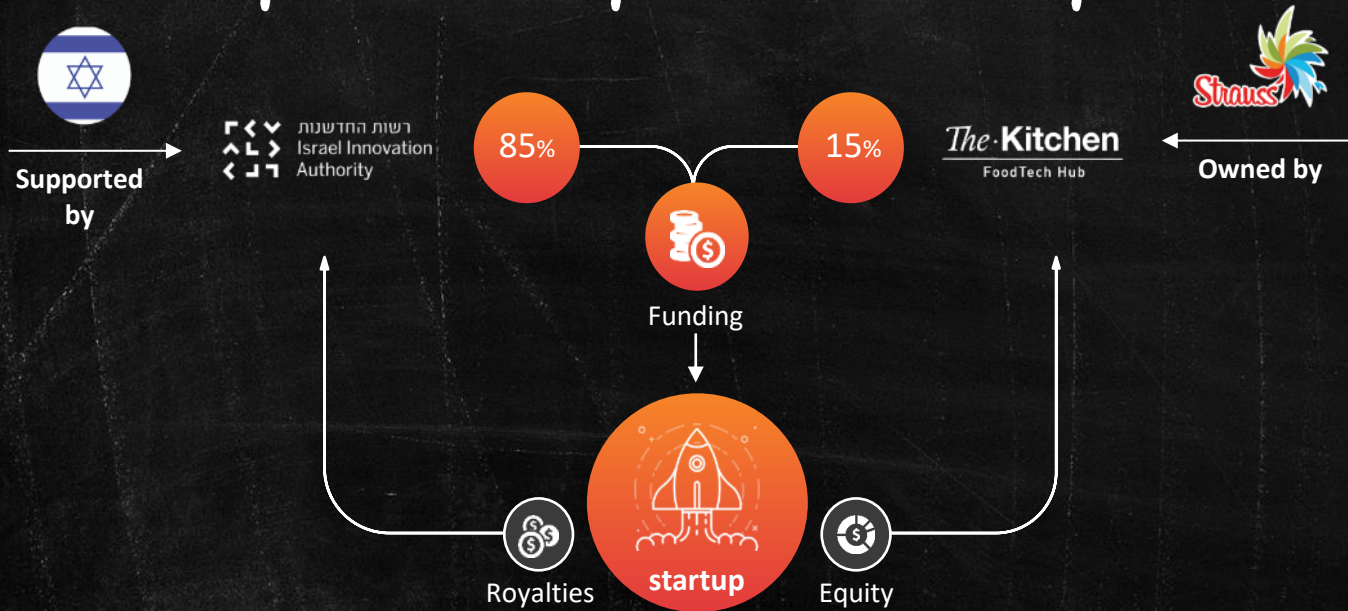 Supported
by
רשות החדשנות
Israel Innovation
Authority
85%
15%
The Kitchen
FoodTech Hub
Strauss
Owned by
Funding
Royalties
startup
Equity